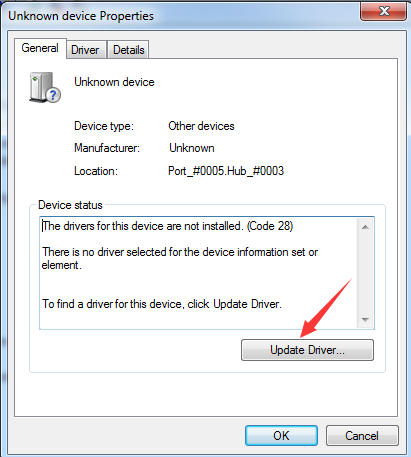 Unknown device Properties
General Driver Details
Unknown device
Device type: Other devices
Manufacturer: Unknown
Location: Port_#0005.Hub_#0003
Device status
The drivers for this device are not installed. (Code 28)
There is no driver selected for the device information set or
element.
To find a driver for this device, click Update Driver.
Update Driver...
OK Cancel